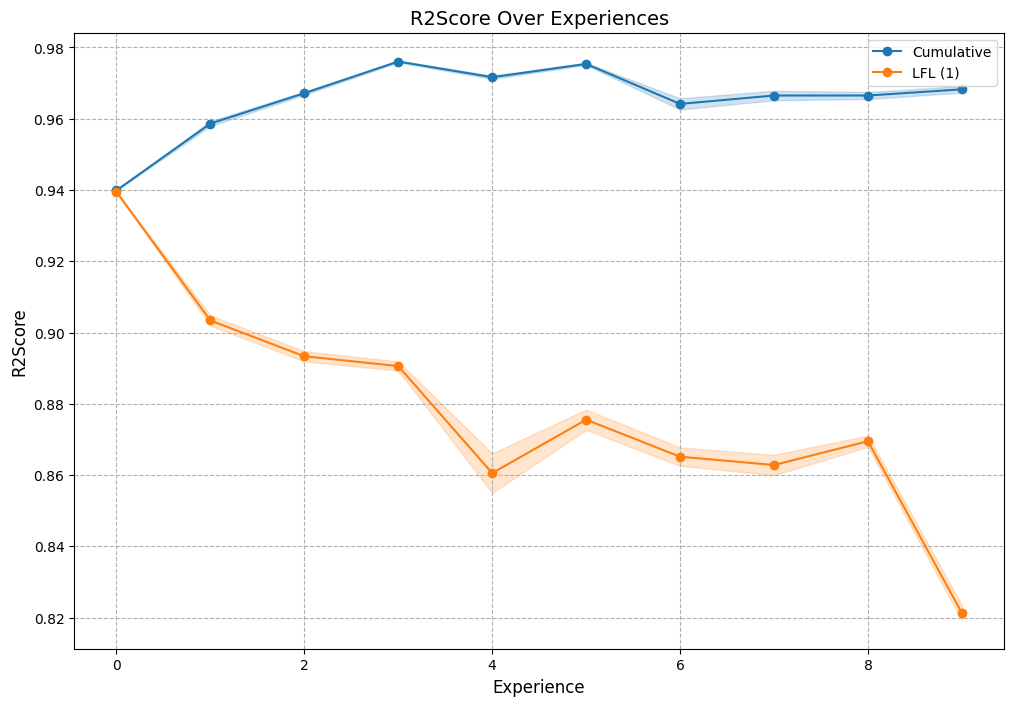 R2Score Over Experiences
Cumulative
LFL (1)
R2Score
0.98
0.96
0.94
0.92
0.90
0.88
0.86
0.84
0.82
0 2 4 6 8
Experience